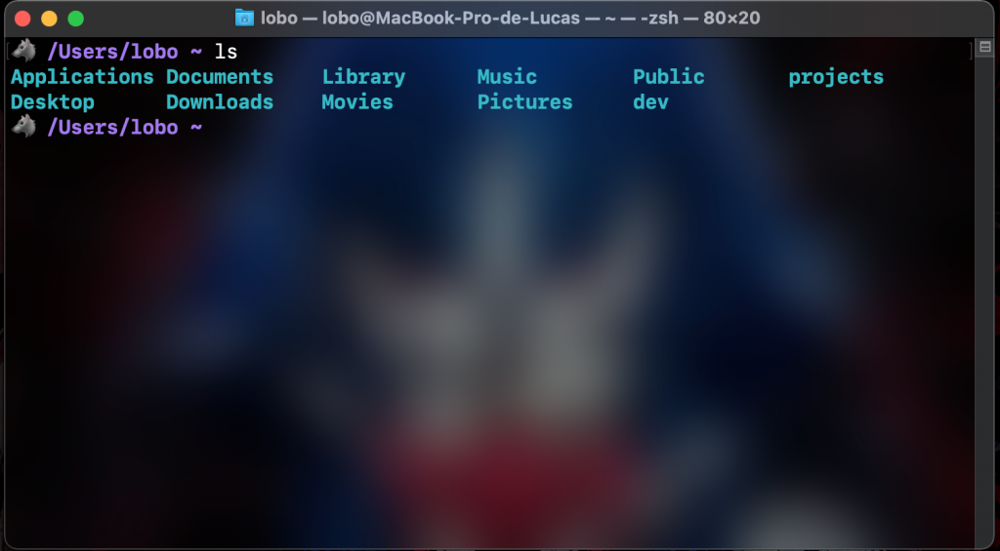 lobo — lobo@MacBook-Pro-de-Lucas — ~ — -zsh — 80×20
🐺 /Users/lobo ~ ls
Applications Documents Library Music Public projects
Desktop Downloads Movies Pictures dev
🐺 /Users/lobo ~